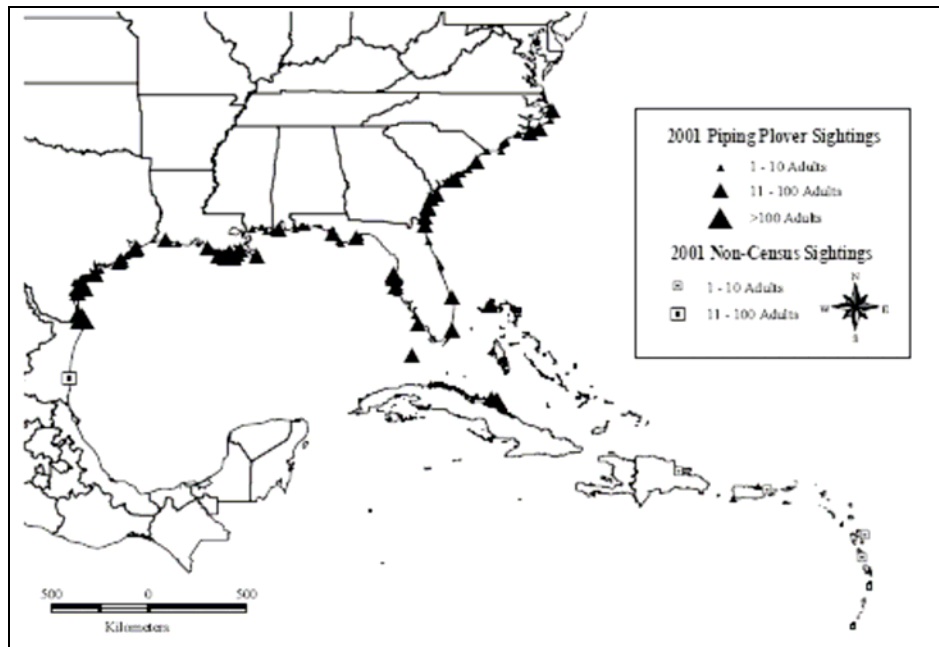 2001 Piping Plover Sightings
1 - 10 Adults
11 - 100 Adults
>100 Adults
2001 Non-Census Sightings
1 - 10 Adults
11 - 100 Adults
N
W
E
S
500
0
500
Kilometers